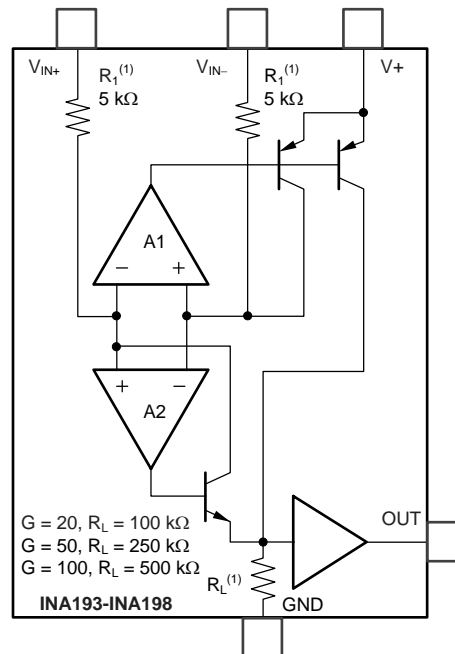 V_IN+
R_1^(1)
5 kΩ
V_IN–
R_1^(1)
5 kΩ
V+
A1
– +
+ –
A2
G = 20, R_L = 100 kΩ
G = 50, R_L = 250 kΩ
G = 100, R_L = 500 kΩ
R_L^(1)
OUT
INA193-INA198
GND